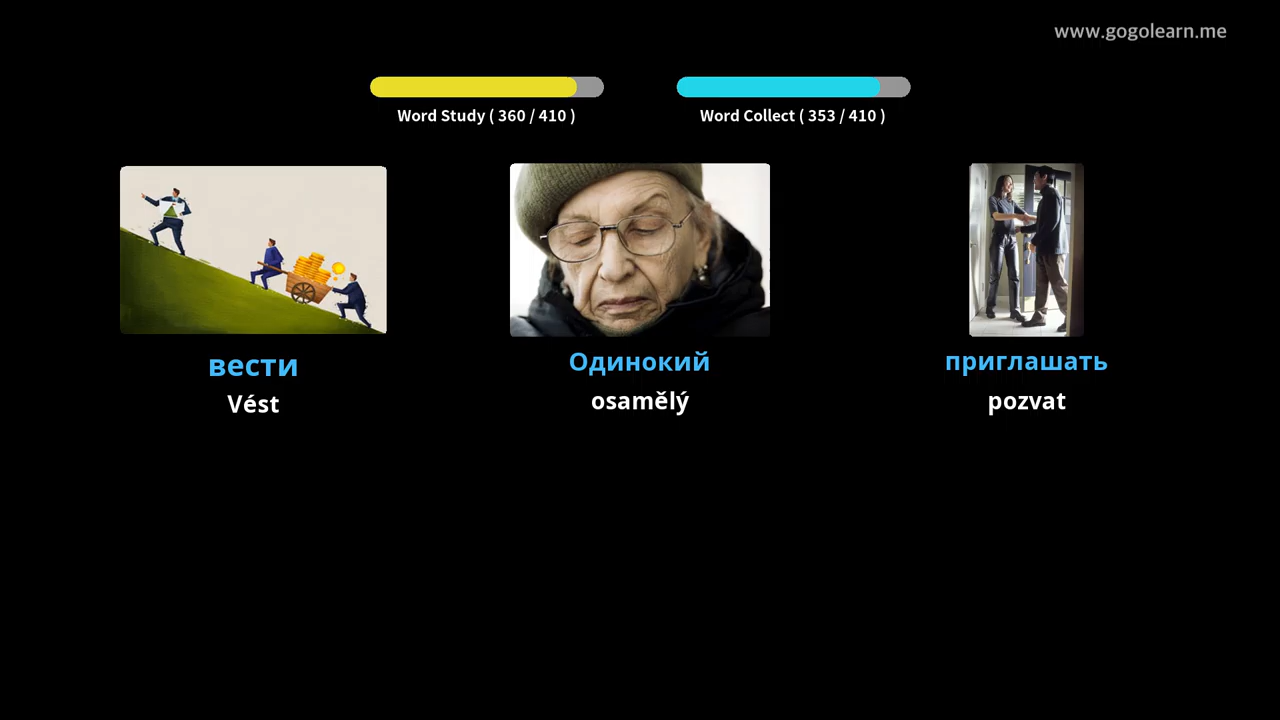 www.gogolearn.me
Word Study ( 360 / 410 )
Word Collect ( 353 / 410 )
вести
Vést
Одинокий
osamělý
приглашать
pozvat